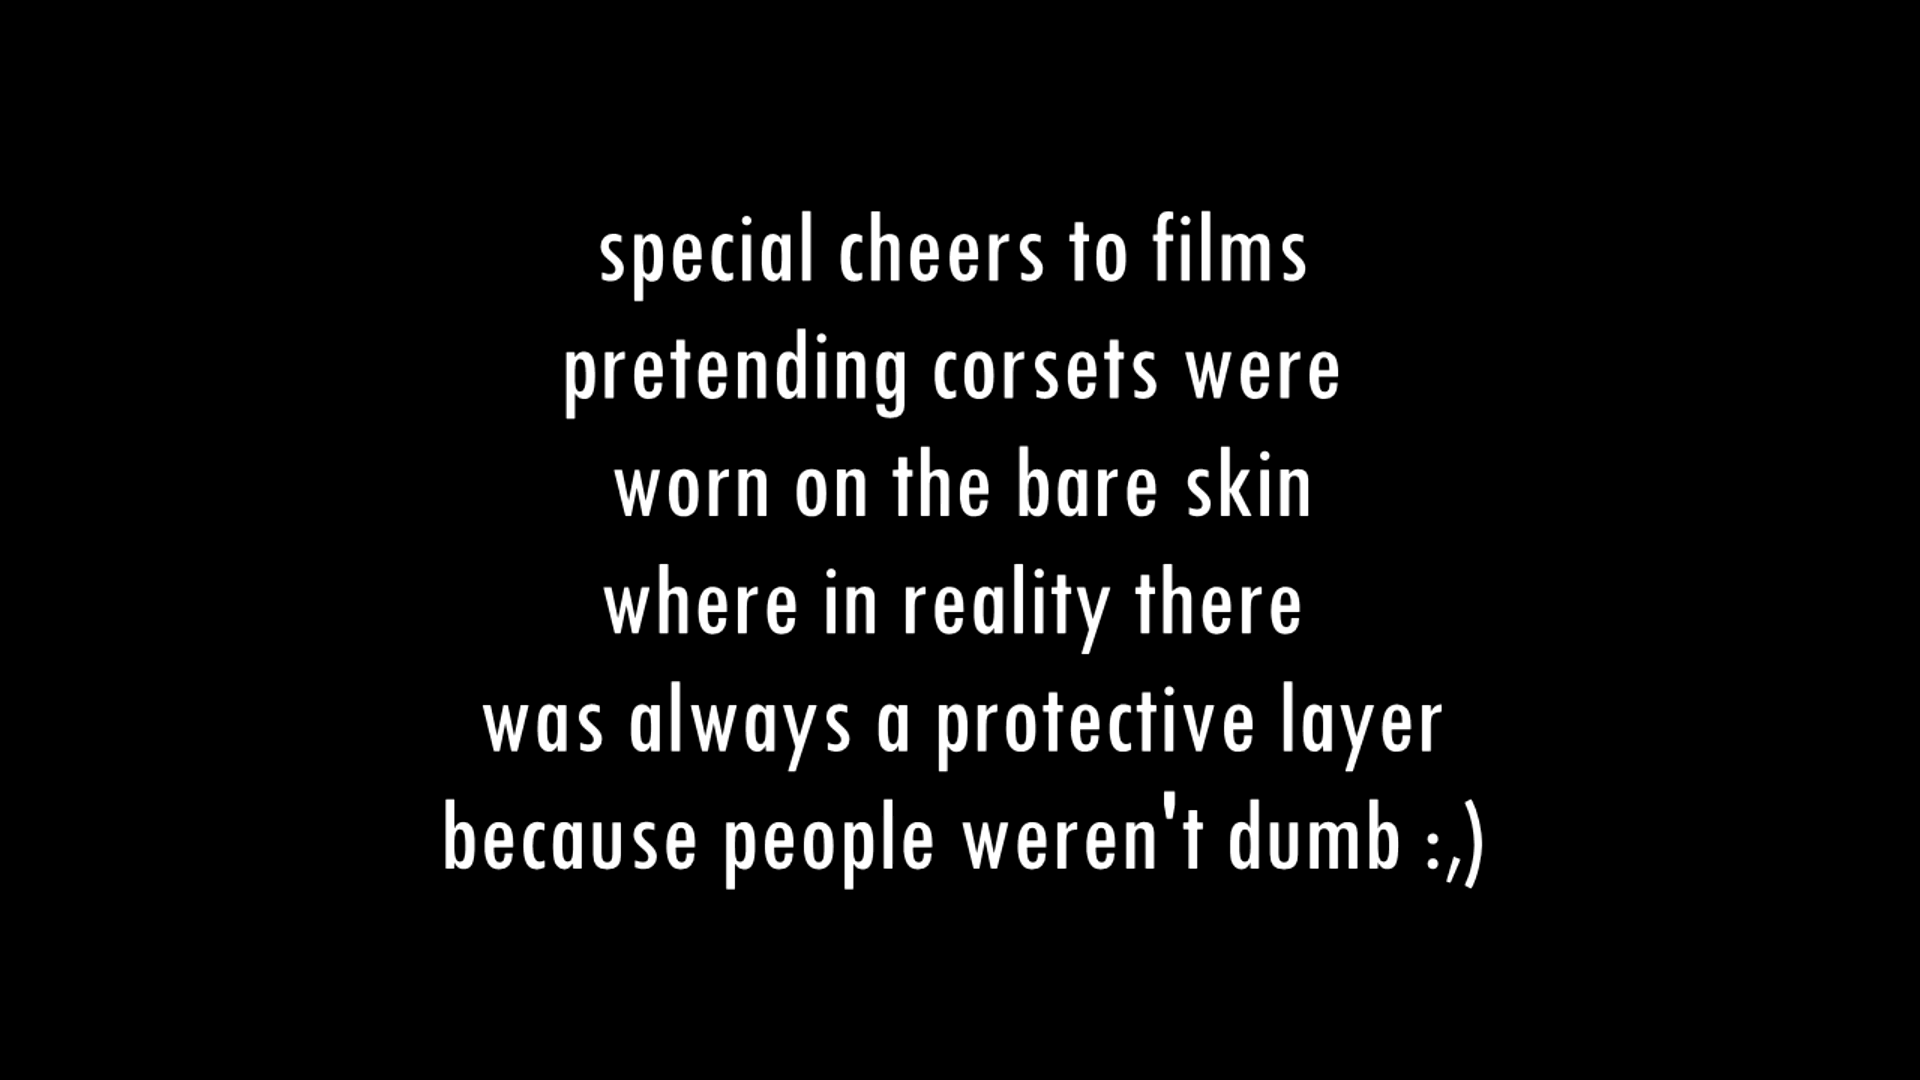 special cheers to films
pretending corsets were
worn on the bare skin
where in reality there
was always a protective layer
because people weren't dumb :,)